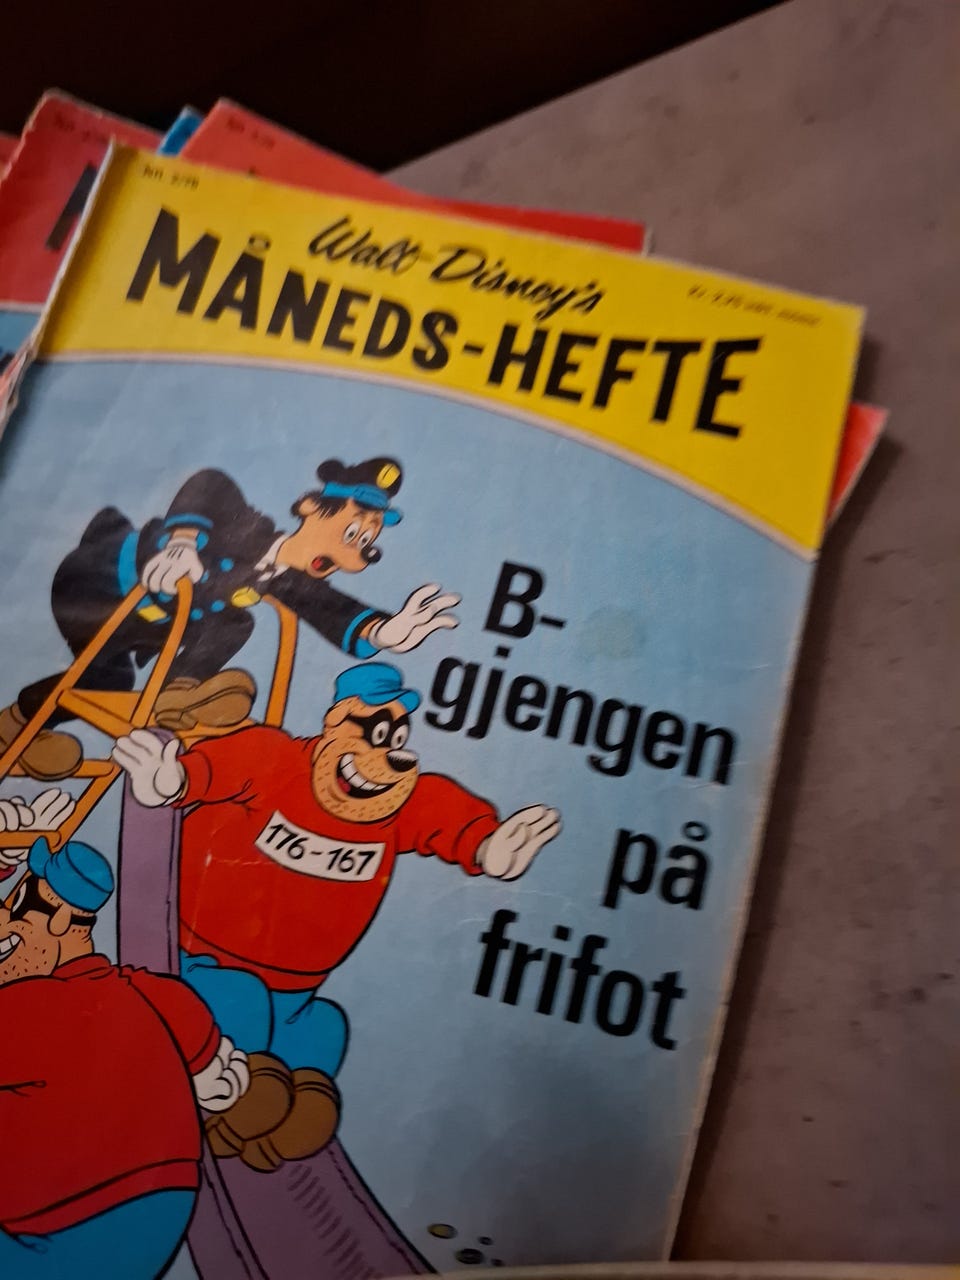 Walt Disney's
MÅNEDS-HEFTE
B-
gjengen
på
frifot
176-167